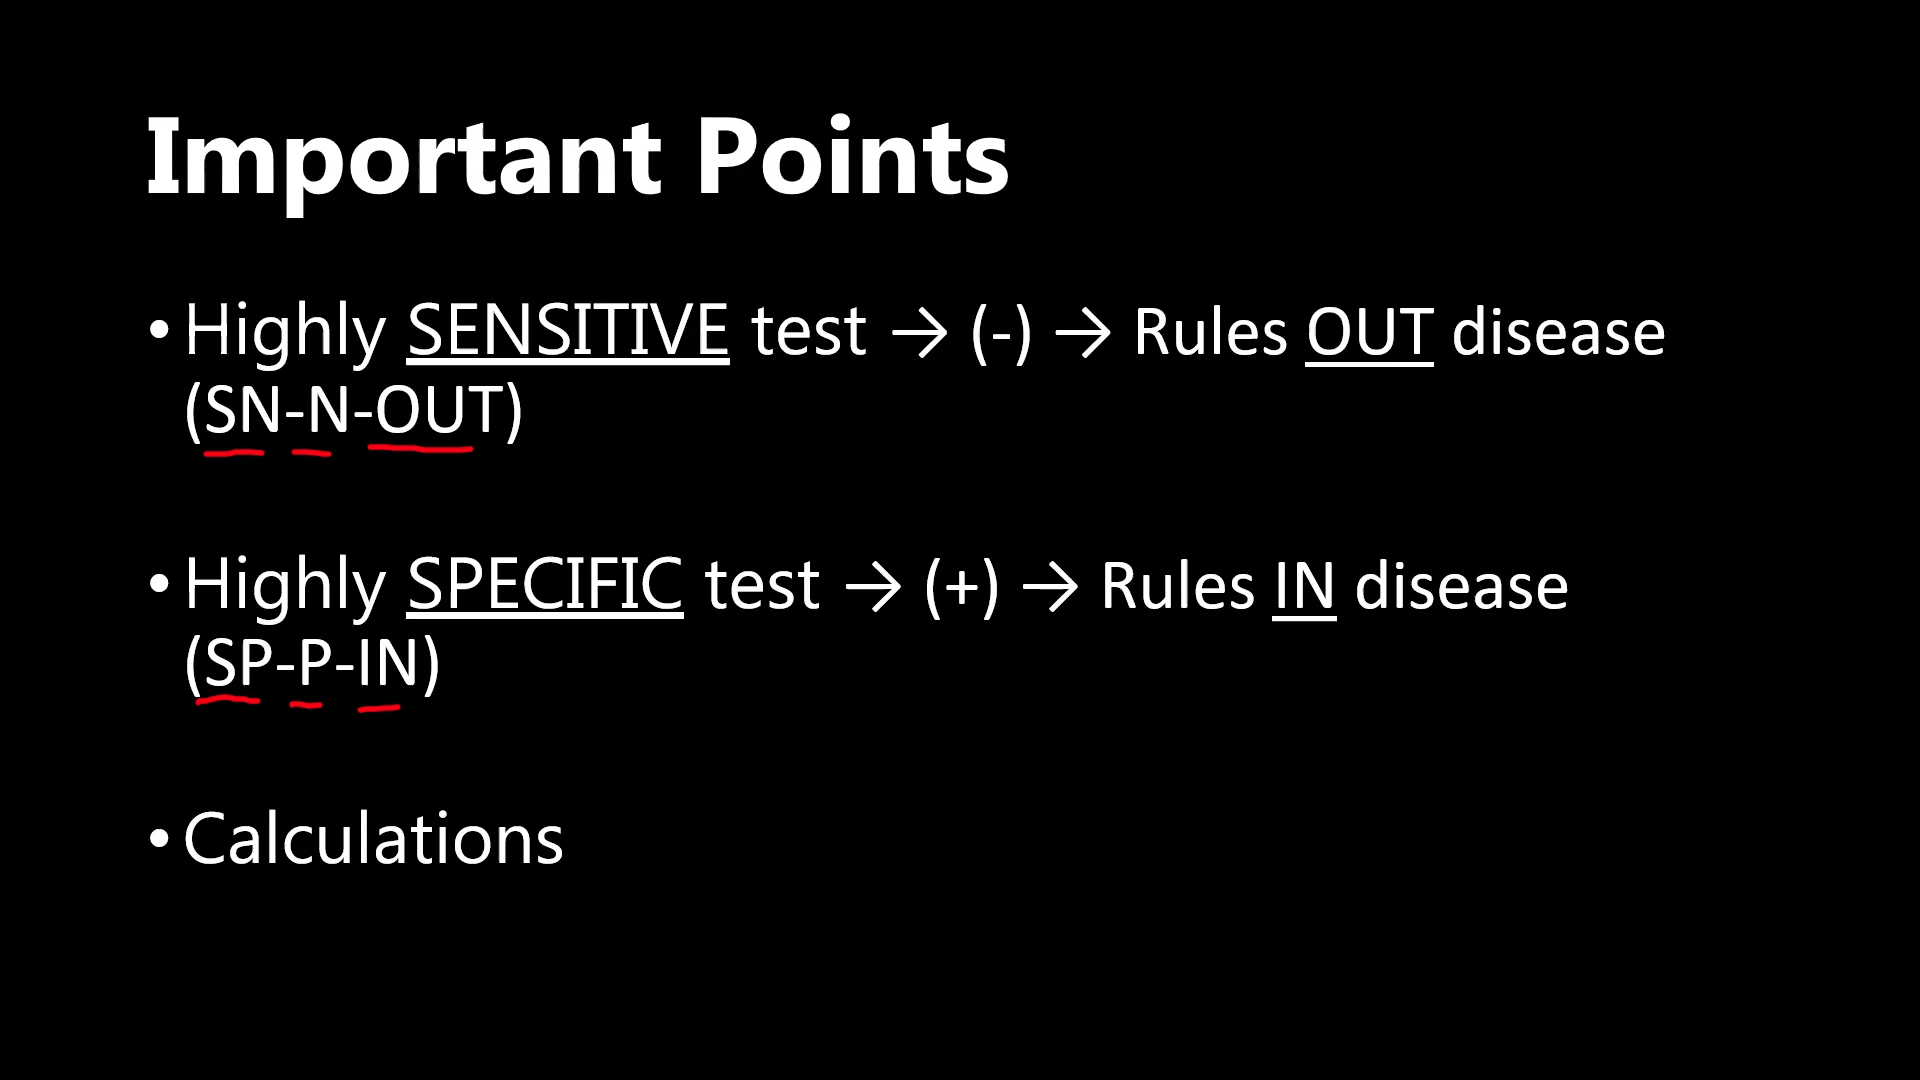 Important Points
• Highly SENSITIVE test → (-) → Rules OUT disease
(SN-N-OUT)
• Highly SPECIFIC test → (+) → Rules IN disease
(SP-P-IN)
• Calculations